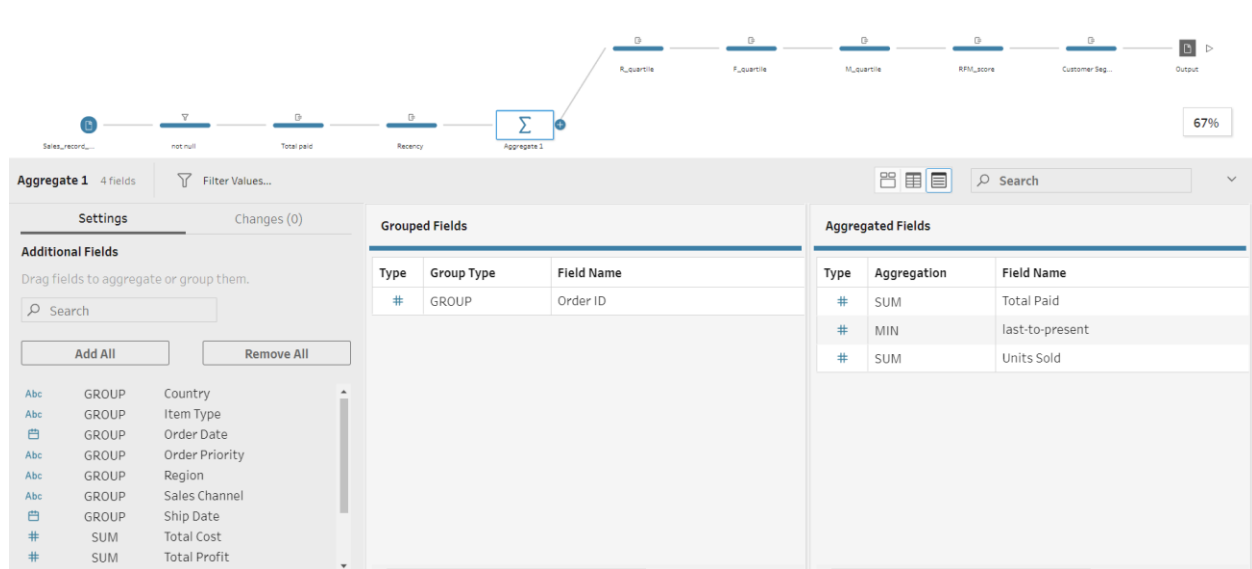 R_quartile F_quartile M_quartile RFM_score Customer Seg... Output
67%
Sales_record_... not null Total paid Recency Aggregate 1
Aggregate 1 4 fields Filter Values... Search
Settings Changes (0)
Additional Fields
Drag fields to aggregate or group them.
Search
Add All Remove All
Abc GROUP Country
Abc GROUP Item Type
GROUP Order Date
Abc GROUP Order Priority
Abc GROUP Region
Abc GROUP Sales Channel
GROUP Ship Date
# SUM Total Cost
# SUM Total Profit
Grouped Fields
Type Group Type Field Name
# GROUP Order ID
Aggregated Fields
Type Aggregation Field Name
# SUM Total Paid
# MIN last-to-present
# SUM Units Sold